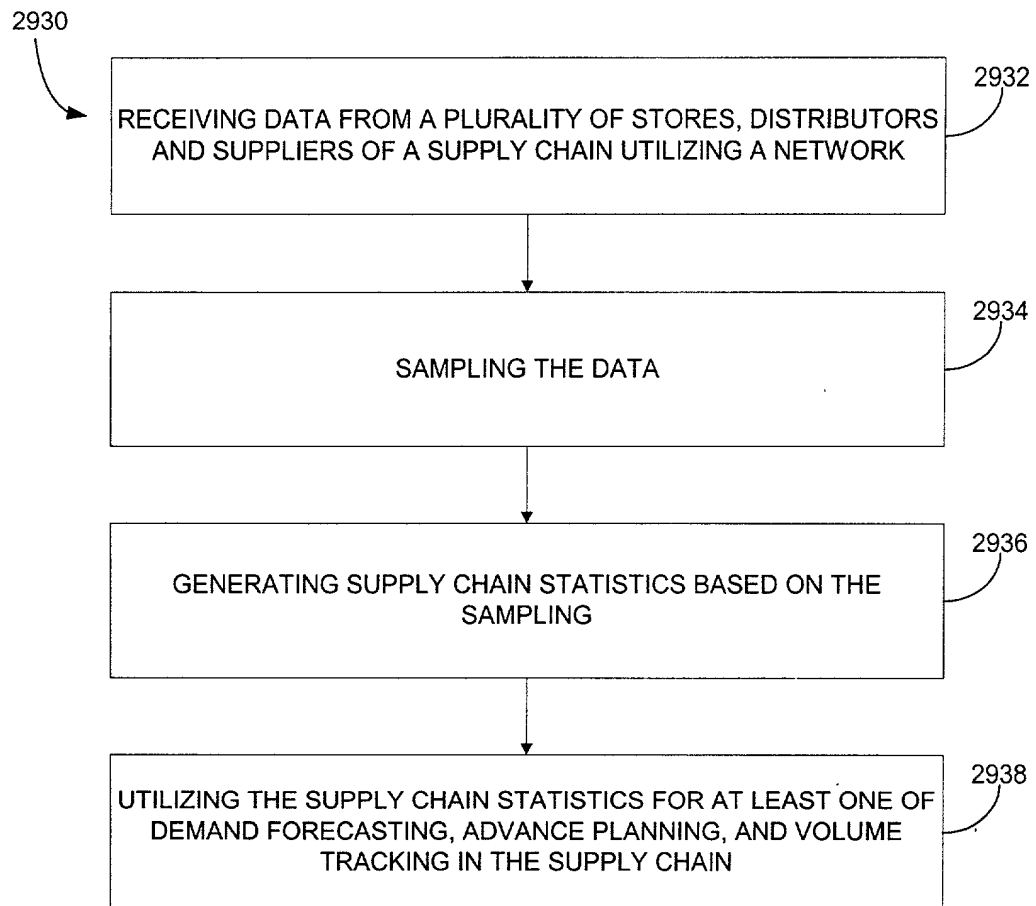 2930
2932
RECEIVING DATA FROM A PLURALITY OF STORES, DISTRIBUTORS
AND SUPPLIERS OF A SUPPLY CHAIN UTILIZING A NETWORK
2934
SAMPLING THE DATA
2936
GENERATING SUPPLY CHAIN STATISTICS BASED ON THE
SAMPLING
2938
UTILIZING THE SUPPLY CHAIN STATISTICS FOR AT LEAST ONE OF
DEMAND FORECASTING, ADVANCE PLANNING, AND VOLUME
TRACKING IN THE SUPPLY CHAIN